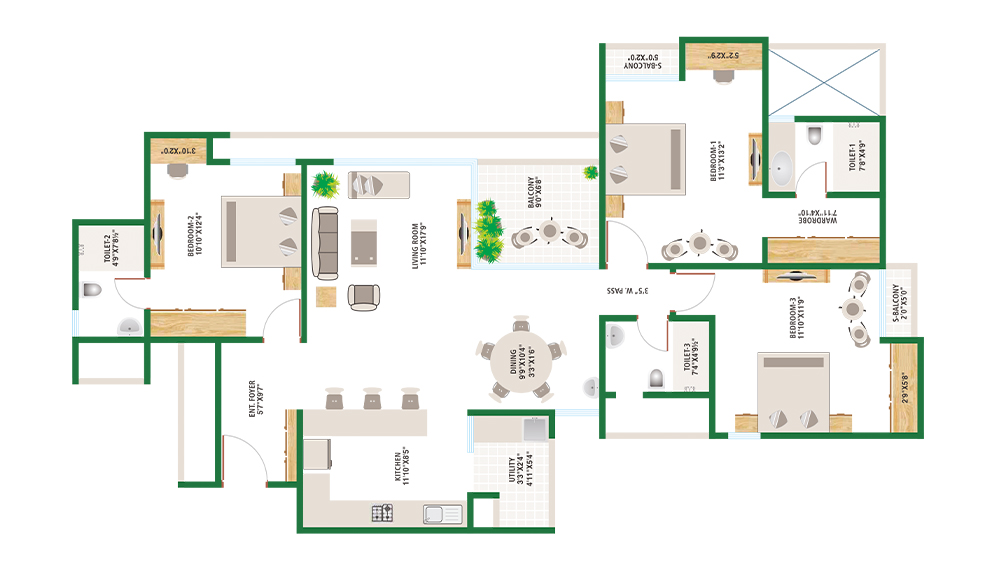 S-BALCONY
5'0"X2'0"
5'2"X2'9"
BEDROOM-1
11'3"X13'2"
TOILET-1
7'8"X4'9"
WARDROBE
7'11"X4'10"
3'10"X2'0"
BEDROOM-2
10'10"X12'4"
TOILET-2
4'9"X7'8½"
LIVING ROOM
11'10"X17'9"
BALCONY
9'0"X6'8"
3'5" W. PASS
BEDROOM-3
11'10"X11'9"
S-BALCONY
2'0"X5'0"
2'9"X5'8"
TOILET-3
7'4"X4'9½"
DINING
9'9"X10'4"
3'3"X1'6"
ENT. FOYER
5'7"X9'7"
KITCHEN
11'10"X8'5"
UTILITY
3'3"X2'4"
4'11"X5'4"